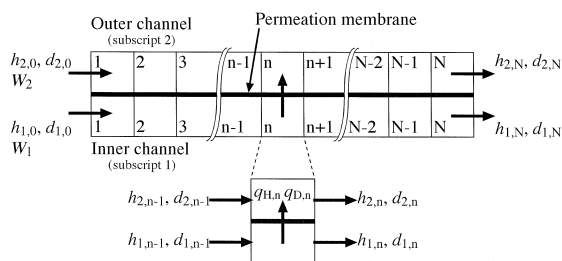 Outer channel
(subscript 2)
Permeation membrane
h2,0, d2,0
W2
1 2 3 n-1 n n+1 N-2 N-1 N
h2,N, d2,N
h1,0, d1,0
W1
1 2 3 n-1 n n+1 N-2 N-1 N
h1,N, d1,N
Inner channel
(subscript 1)
h2,n-1, d2,n-1 qH,n qD,n h2,n, d2,n
h1,n-1, d1,n-1 h1,n, d1,n